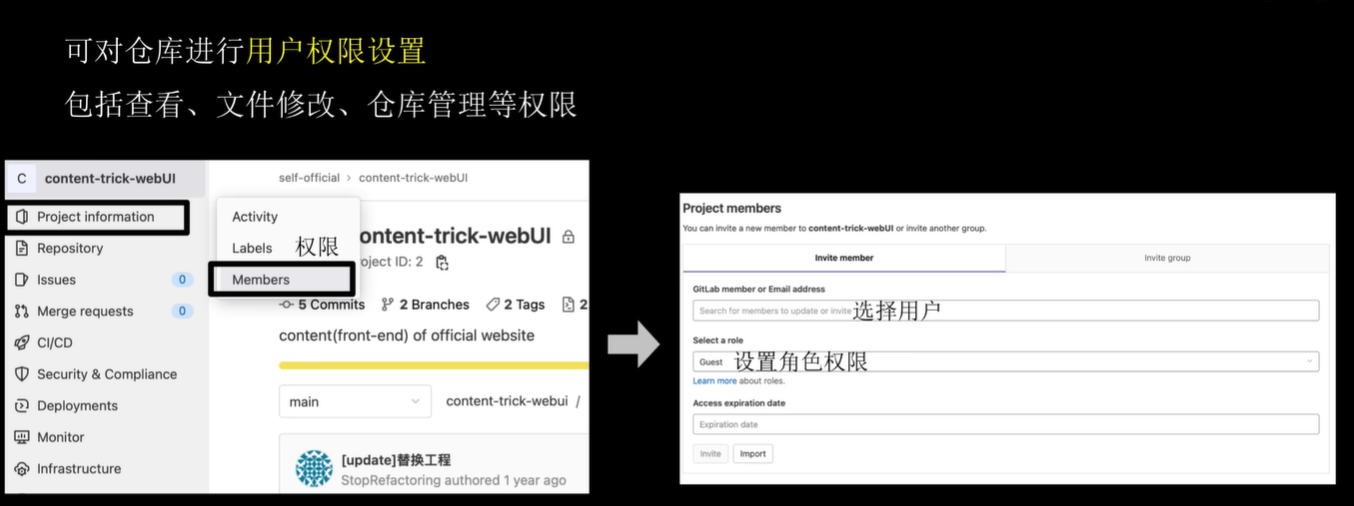 可对仓库进行用户权限设置
包括查看、文件修改、仓库管理等权限
C content-trick-webUI
Project information
Repository
Issues 0
Merge requests 0
CI/CD
Security & Compliance
Deployments
Monitor
Infrastructure
self-official > content-trick-webUI
Activity
Labels 权限
Members
ontent-trick-webUI
oject ID: 2
5 Commits 2 Branches 2 Tags 2
content(front-end) of official website
main content-trick-webui /
[update]替换工程
StopRefactoring authored 1 year ago
Project members
You can invite a new member to content-trick-webUI or invite another group.
Invite member Invite group
GitLab member or Email address
Search for members to update or invite 选择用户
Select a role
Guest 设置角色权限
Learn more about roles.
Access expiration date
Expiration date
Invite Import